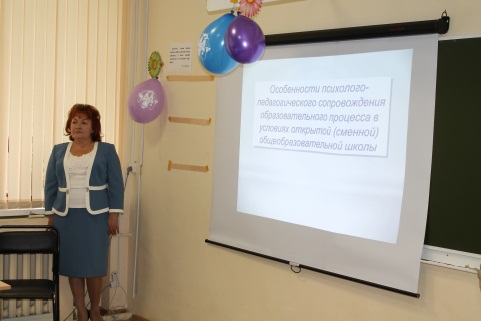 Особенности психолого-
педагогического сопровождения
образовательного процесса в
условиях открытой (сменной)
общеобразовательной школы